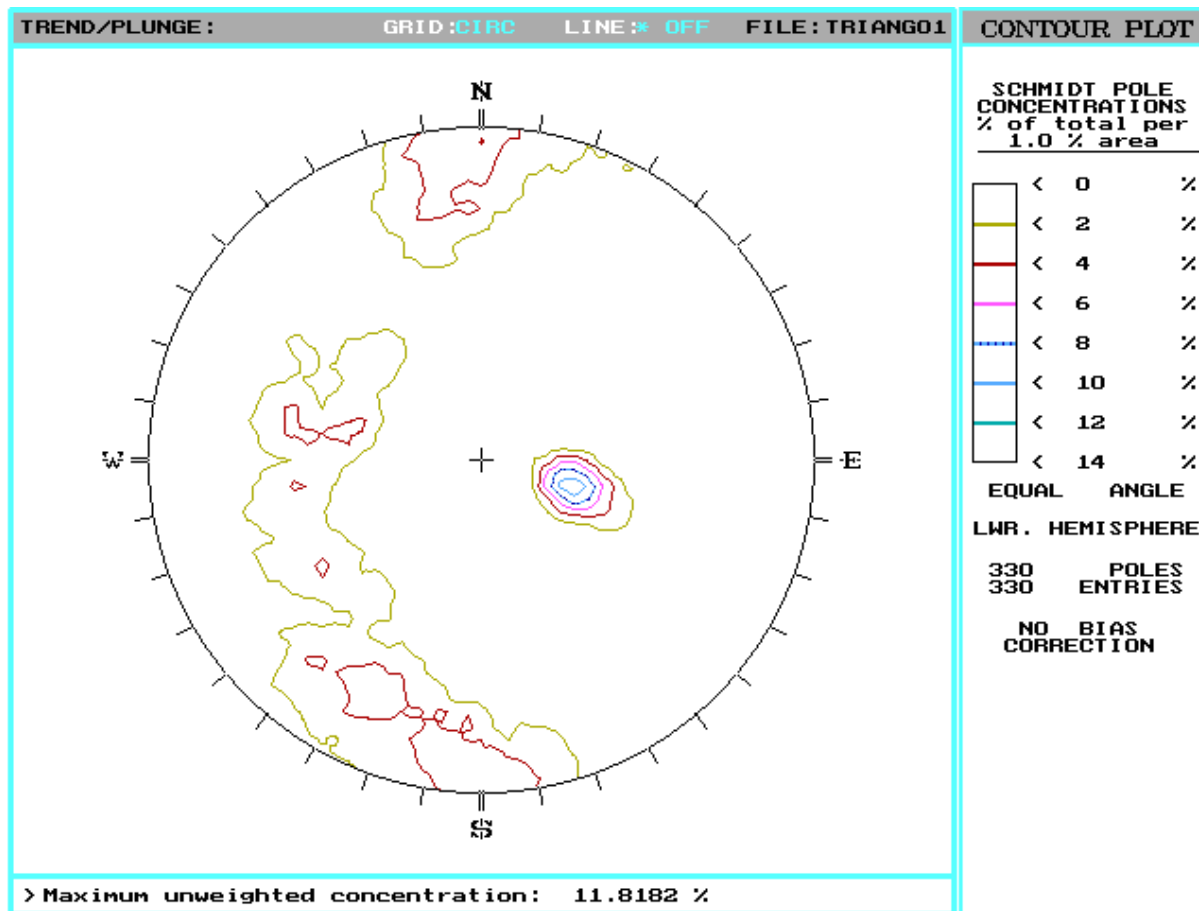 TREND/PLUNGE: GRID:CIRC LINE:* OFF FILE:TRIANGO1
CONTOUR PLOT
N
W
E
S
SCHMIDT POLE
CONCENTRATIONS
% of total per
1.0 % area
< 0 %
< 2 %
< 4 %
< 6 %
< 8 %
< 10 %
< 12 %
< 14 %
EQUAL ANGLE
LWR. HEMISPHERE
330 POLES
330 ENTRIES
NO BIAS
CORRECTION
>Maximum unweighted concentration: 11.8182 %